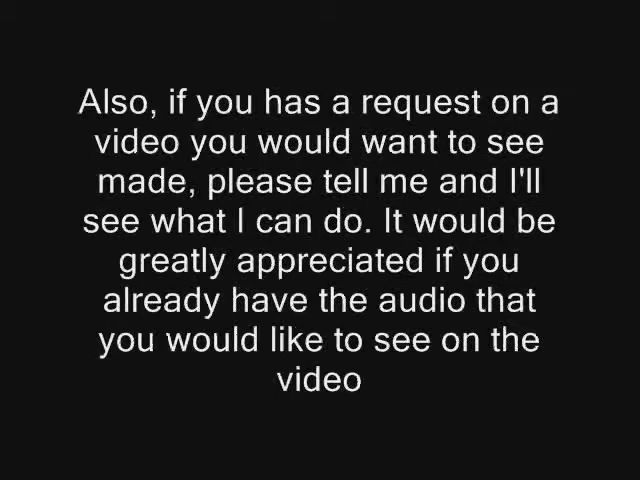 Also, if you has a request on a
video you would want to see
made, please tell me and I'll
see what I can do. It would be
greatly appreciated if you
already have the audio that
you would like to see on the
video